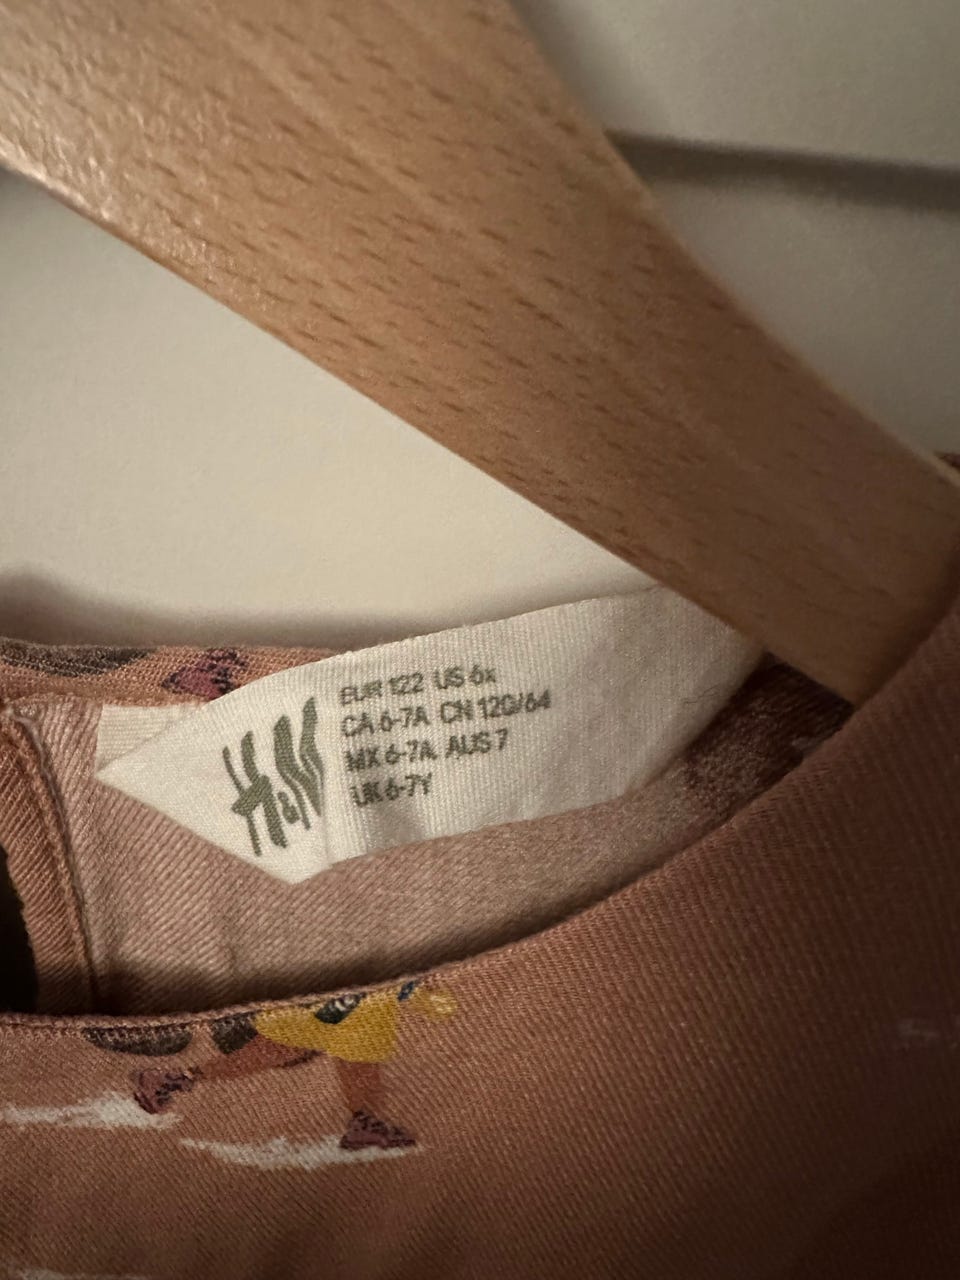 H&M
EUR 122 US 6x
CA 6-7A CN 120/64
MX 6-7A AUS 7
UK 6-7Y